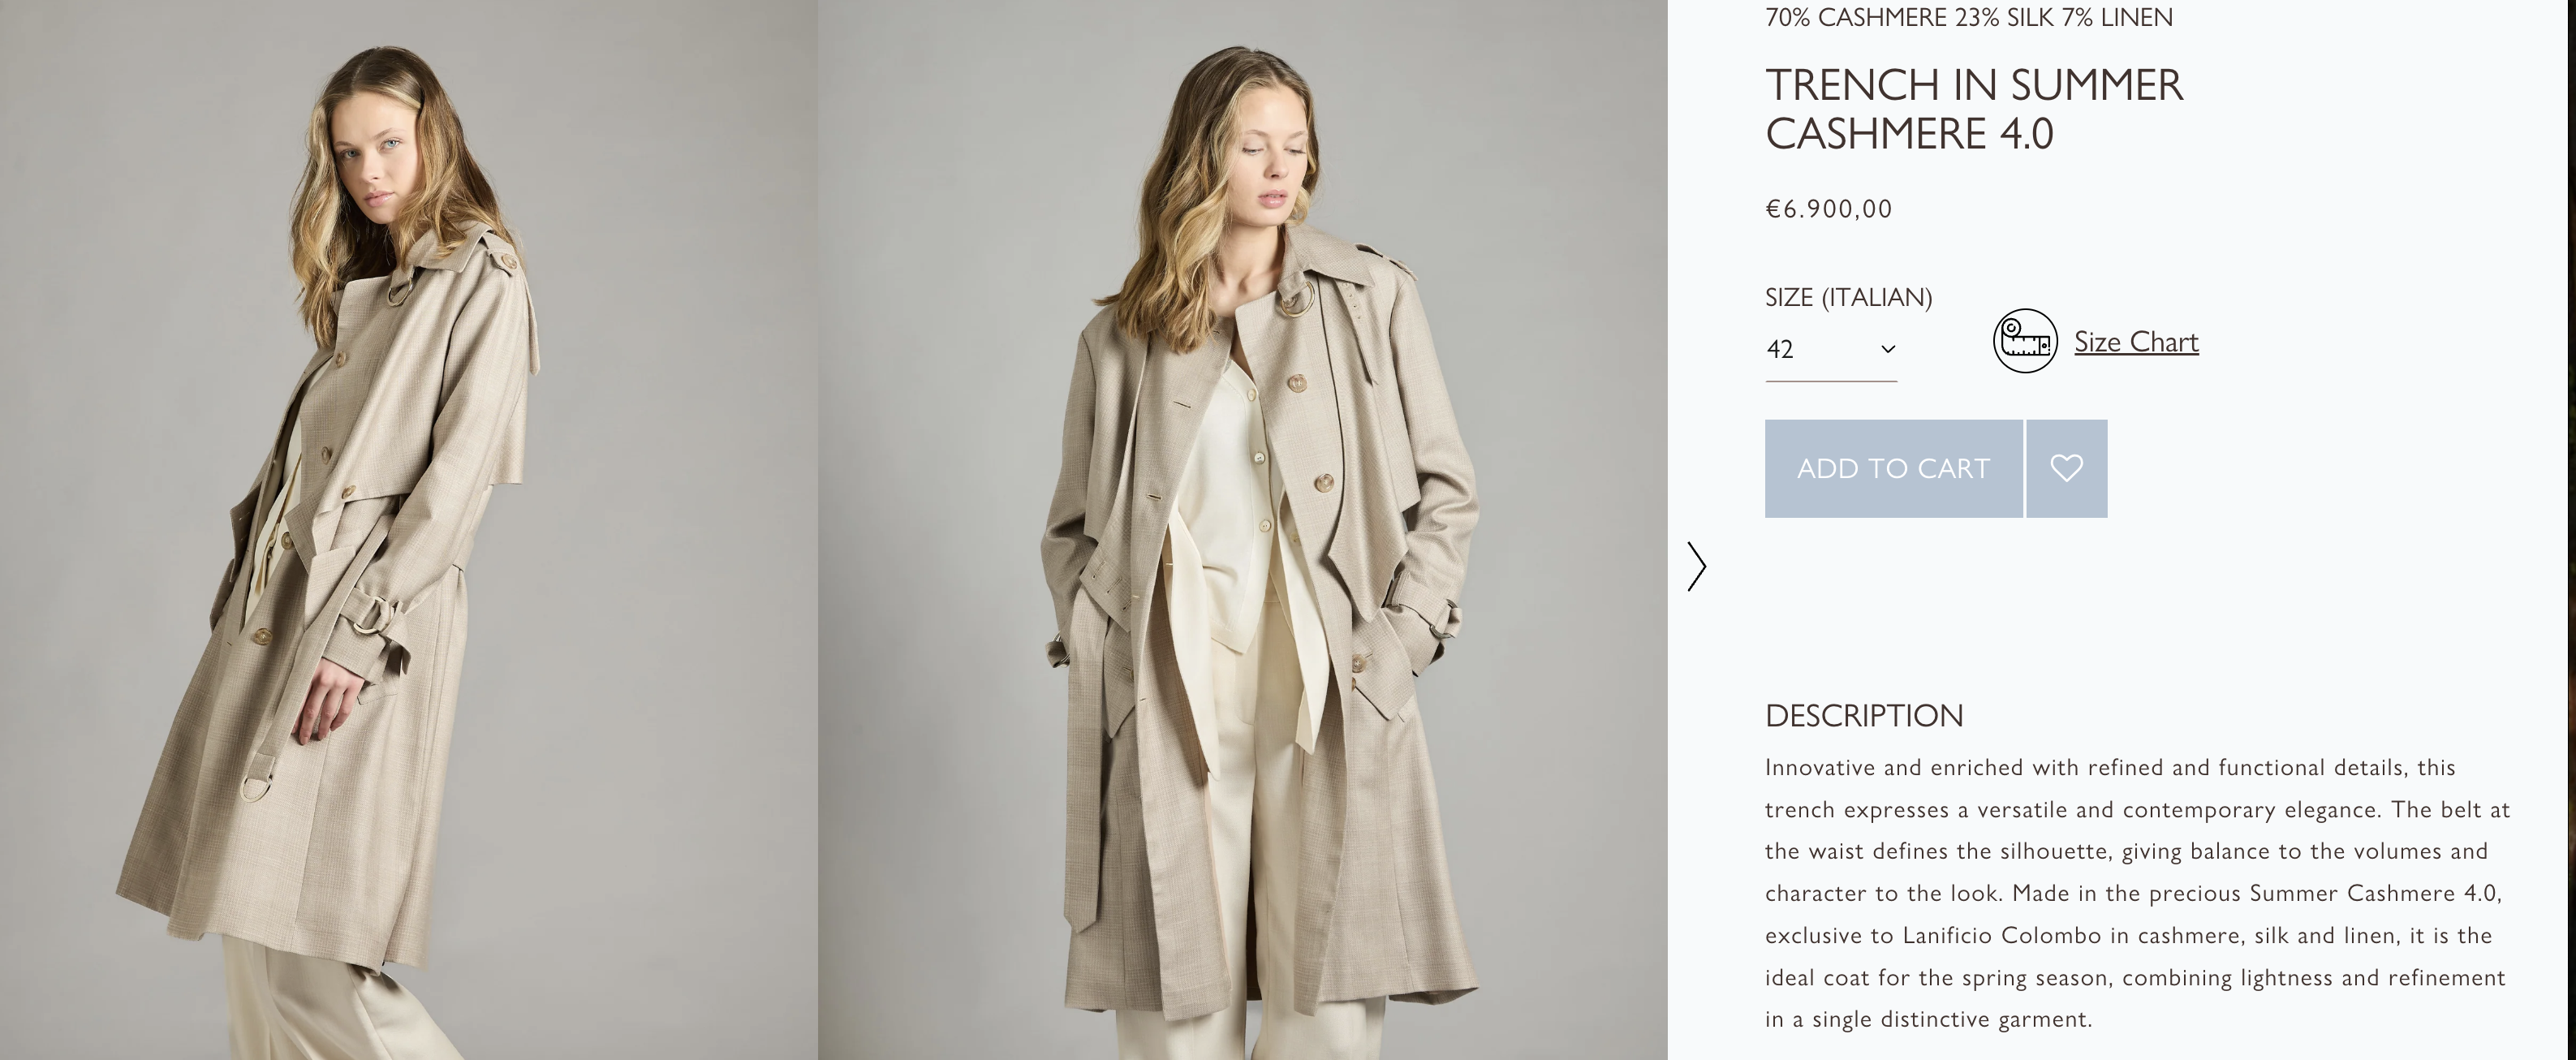 70% CASHMERE 23% SILK 7% LINEN
TRENCH IN SUMMER
CASHMERE 4.0
€6.900,00
SIZE (ITALIAN)
42
Size Chart
ADD TO CART
DESCRIPTION
Innovative and enriched with refined and functional details, this
trench expresses a versatile and contemporary elegance. The belt at
the waist defines the silhouette, giving balance to the volumes and
character to the look. Made in the precious Summer Cashmere 4.0,
exclusive to Lanificio Colombo in cashmere, silk and linen, it is the
ideal coat for the spring season, combining lightness and refinement
in a single distinctive garment.